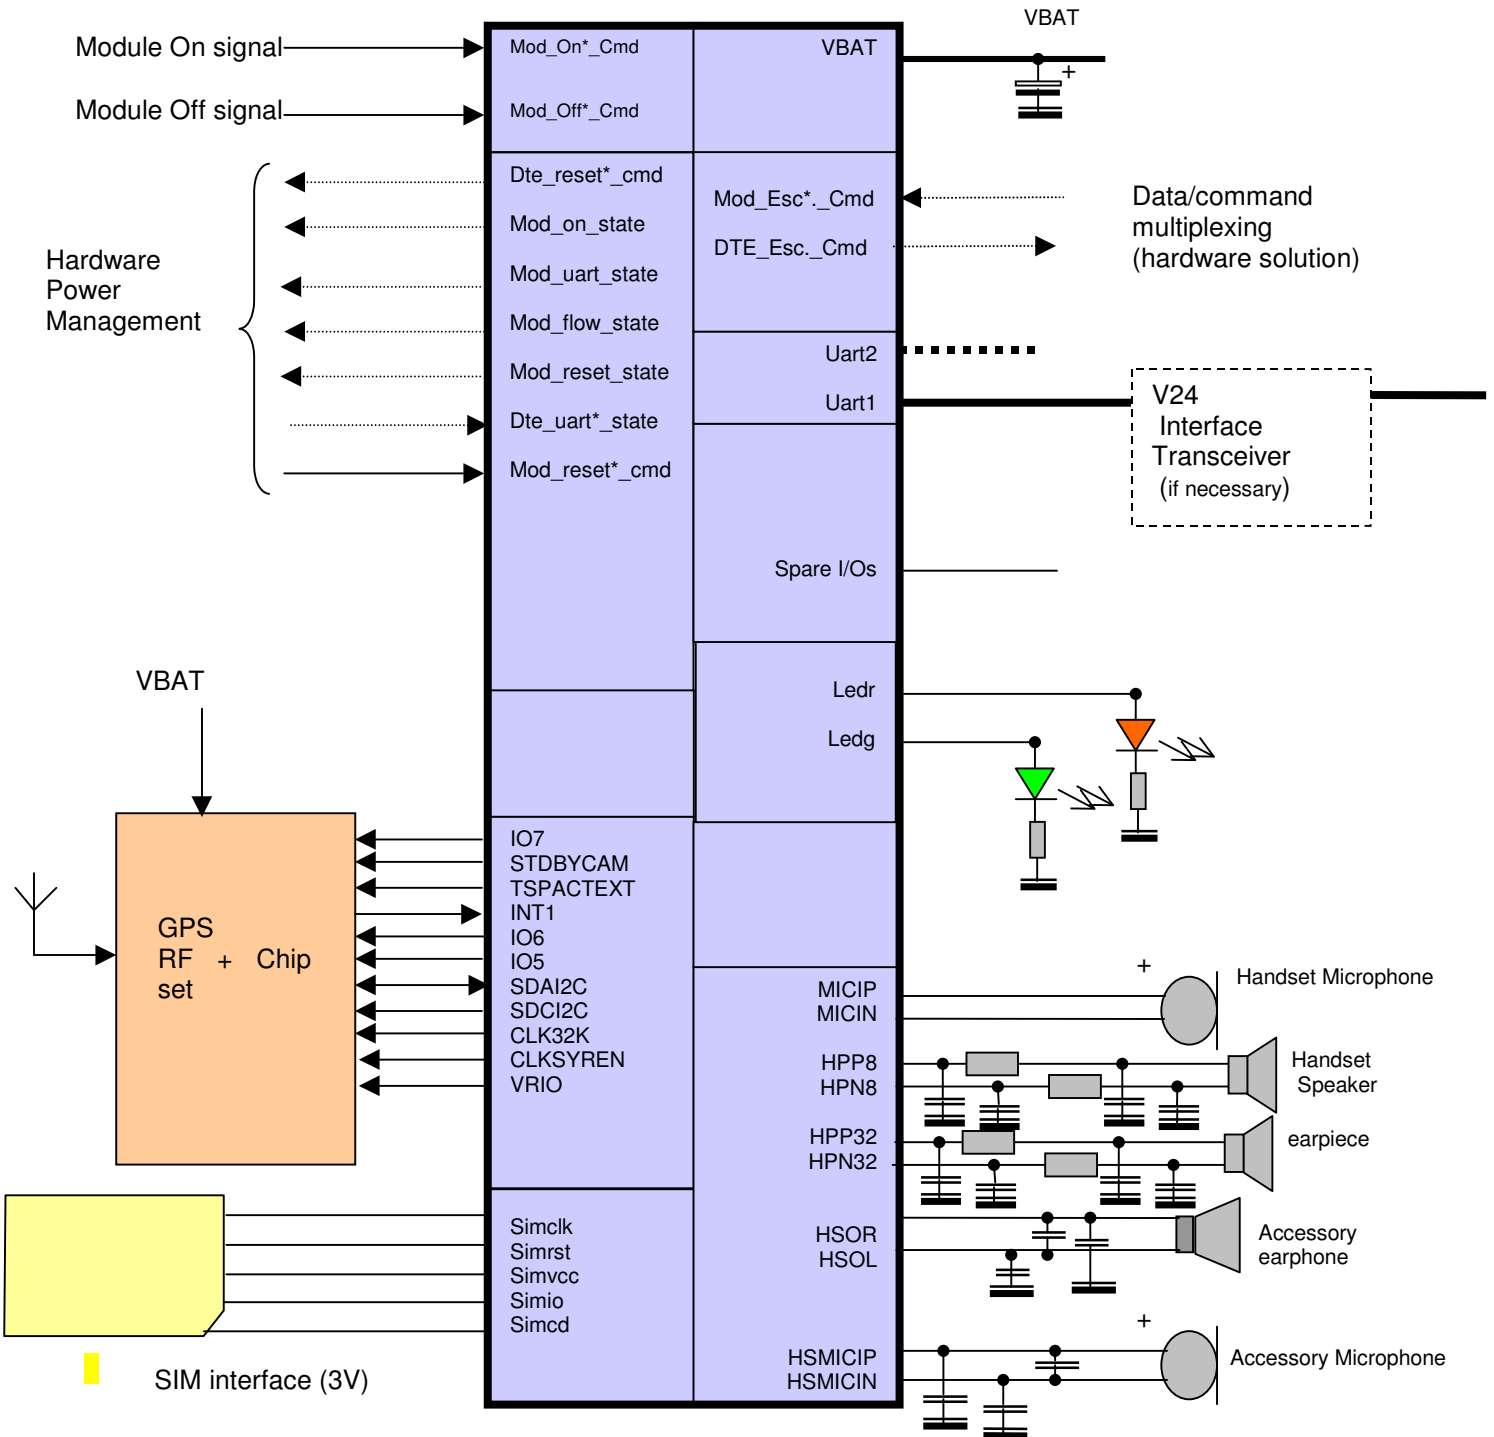 VBAT
Module On signal
Mod_On*_Cmd
VBAT
+
Module Off signal
Mod_Off*_Cmd
Hardware
Power
Management
Dte_reset*_cmd
Mod_on_state
Mod_uart_state
Mod_flow_state
Mod_reset_state
Dte_uart*_state
Mod_reset*_cmd
Mod_Esc*._Cmd
DTE_Esc._Cmd
Data/command
multiplexing
(hardware solution)
Uart2
Uart1
V24
Interface
Transceiver
(if necessary)
Spare I/Os
Ledr
Ledg
VBAT
GPS
RF + Chip
set
IO7
STDBYCAM
TSPACTEXT
INT1
IO6
IO5
SDAI2C
SDCI2C
CLK32K
CLKSYREN
VRIO
MICIP
MICIN
+
Handset Microphone
HPP8
HPN8
Handset
Speaker
HPP32
HPN32
earpiece
HSOR
HSOL
Accessory
earphone
Simclk
Simrst
Simvcc
Simio
Simcd
SIM interface (3V)
HSMICIP
HSMICIN
+
Accessory Microphone